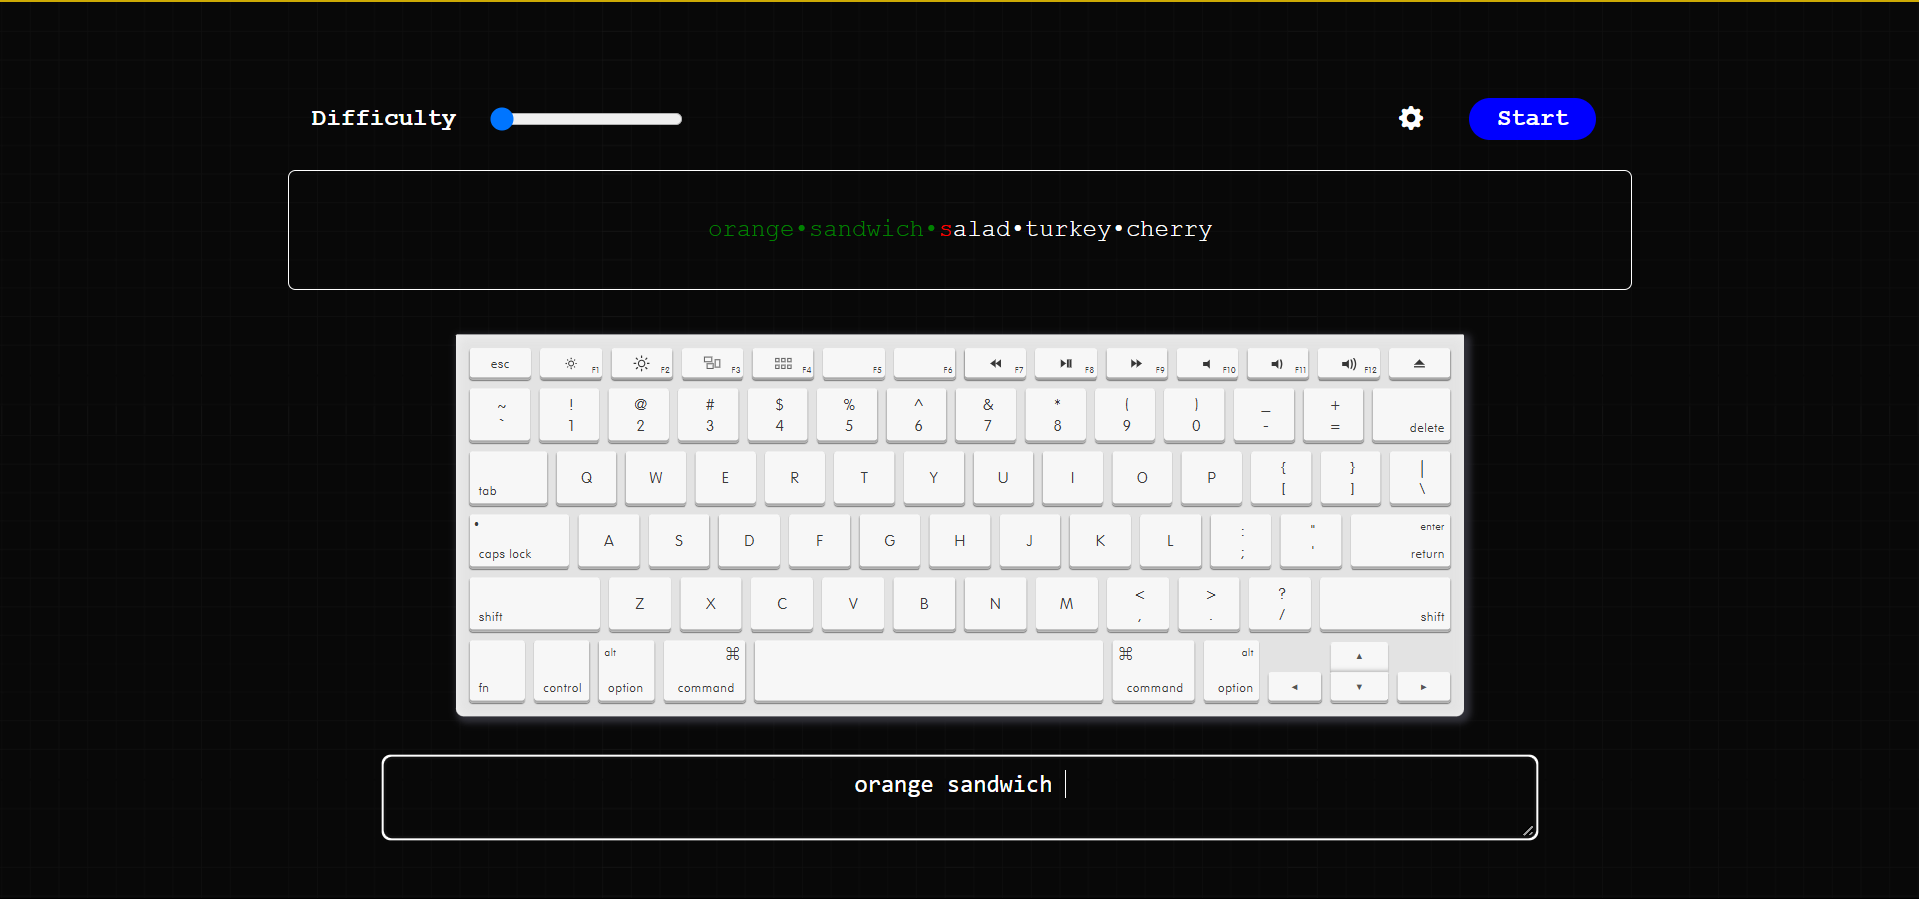 Difficulty Start
orange•sandwich•salad•turkey•cherry
esc F1 F2 F3 F4 F5 F6 F7 F8 F9 F10 F11 F12
~ ! @ # $ % ^ & * ( ) _ +
` 1 2 3 4 5 6 7 8 9 0 - = delete
tab Q W E R T Y U I O P { [ } ] | \
caps lock A S D F G H J K L : ; " ' enter return
shift Z X C V B N M < , > . ? / shift
fn control alt option ⌘ command ⌘ command alt option ◄ ▲ ▼ ►
orange sandwich